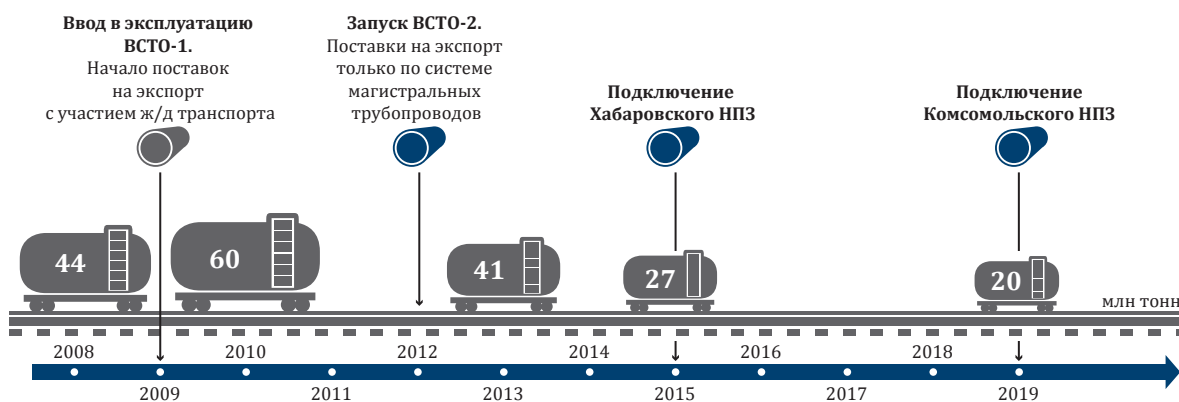 Ввод в эксплуатацию
ВСТО-1.
Начало поставок
на экспорт
с участием ж/д транспорта
Запуск ВСТО-2.
Поставки на экспорт
только по системе
магистральных
трубопроводов
Подключение
Хабаровского НПЗ
Подключение
Комсомольского НПЗ
44
60
41
27
20
млн тонн
2008
2009
2010
2011
2012
2013
2014
2015
2016
2017
2018
2019